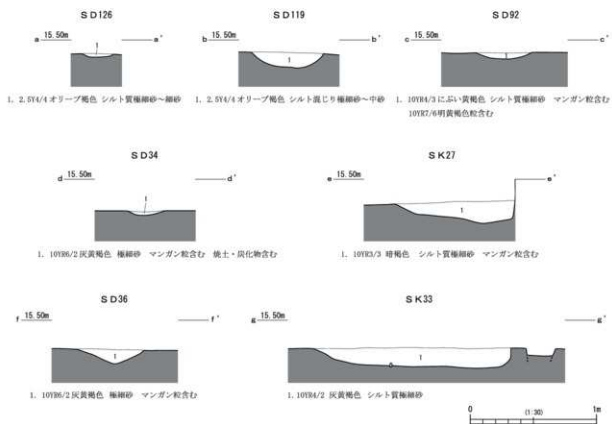 SD126
a 15.50m a'
1
1. 2.5Y4/4 オリーブ褐色 シルト質極細砂～細砂
SD119
b 15.50m b'
1
1. 2.5Y4/4 オリーブ褐色 シルト混じり極細砂～中砂
SD92
c 15.50m c'
1
1. 10YR4/3 にぶい黄褐色 シルト質極細砂 マンガン粒含む
10YR7/6明黄褐色粒含む
SD34
d 15.50m d'
1
1. 10YR6/2 灰黄褐色 極細砂 マンガン粒含む 焼土・炭化物含む
SK27
e 15.50m e'
1
1. 10YR3/3 暗褐色 シルト質極細砂 マンガン粒含む
SD36
f 15.50m f'
1
1. 10YR6/2 灰黄褐色 極細砂 マンガン粒含む
SK33
g 15.50m g'
1
1. 10YR4/2 灰黄褐色 シルト質極細砂
0 (1:30) 1m